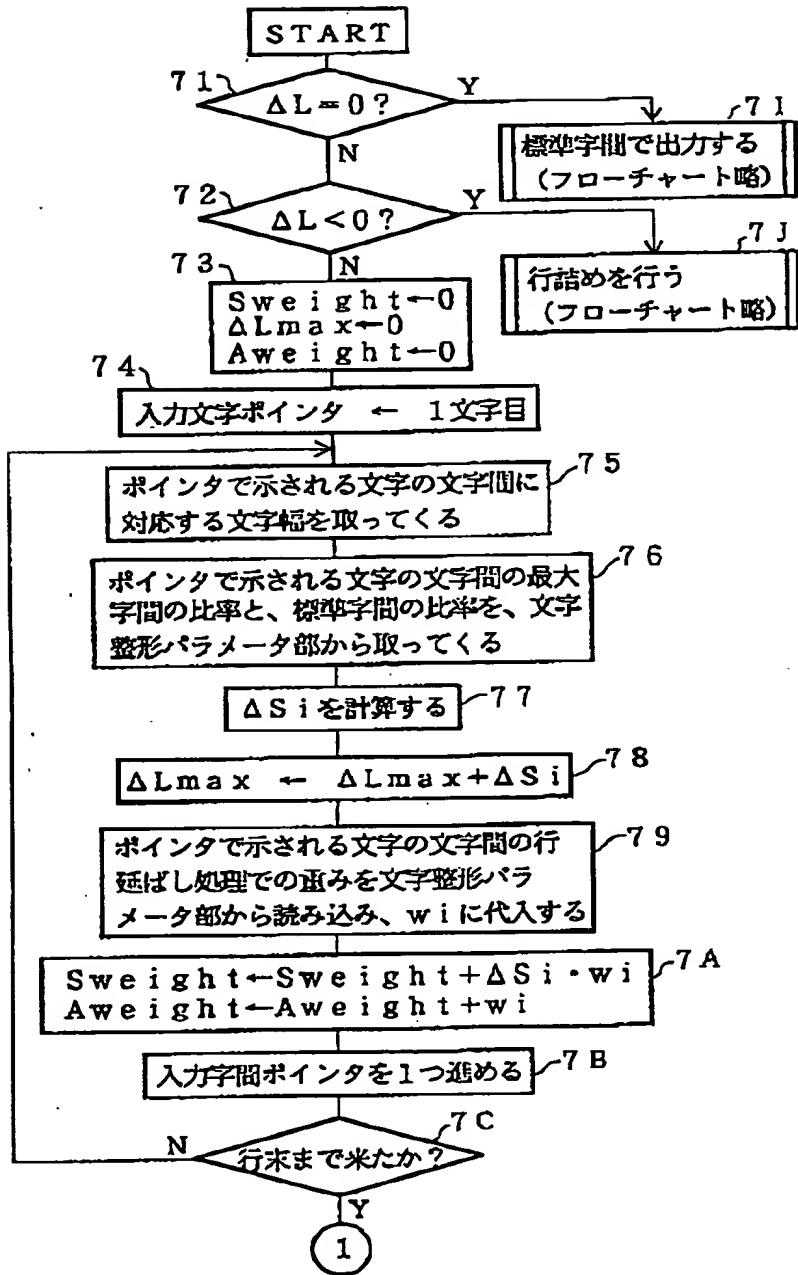 START
71
ΔL=0?
Y
7I
標準字間で出力する
(フローチャート略)
N
72
ΔL<0?
Y
7J
行詰めを行う
(フローチャート略)
N
73
Sweight←0
ΔLmax←0
Aweight←0
74
入力文字ポインタ ← 1文字目
75
ポインタで示される文字の文字間に
対応する文字幅を取ってくる
76
ポインタで示される文字の文字間の最大
字間の比率と、標準字間の比率を、文字
整形パラメータ部から取ってくる
77
ΔSiを計算する
78
ΔLmax ← ΔLmax+ΔSi
79
ポインタで示される文字の文字間の行
延ばし処理での重みを文字整形パラ
メータ部から読み込み、wiに代入する
7A
Sweight←Sweight+ΔSi・wi
Aweight←Aweight+wi
7B
入力字間ポインタを1つ進める
7C
N
行末まで来たか?
Y
1